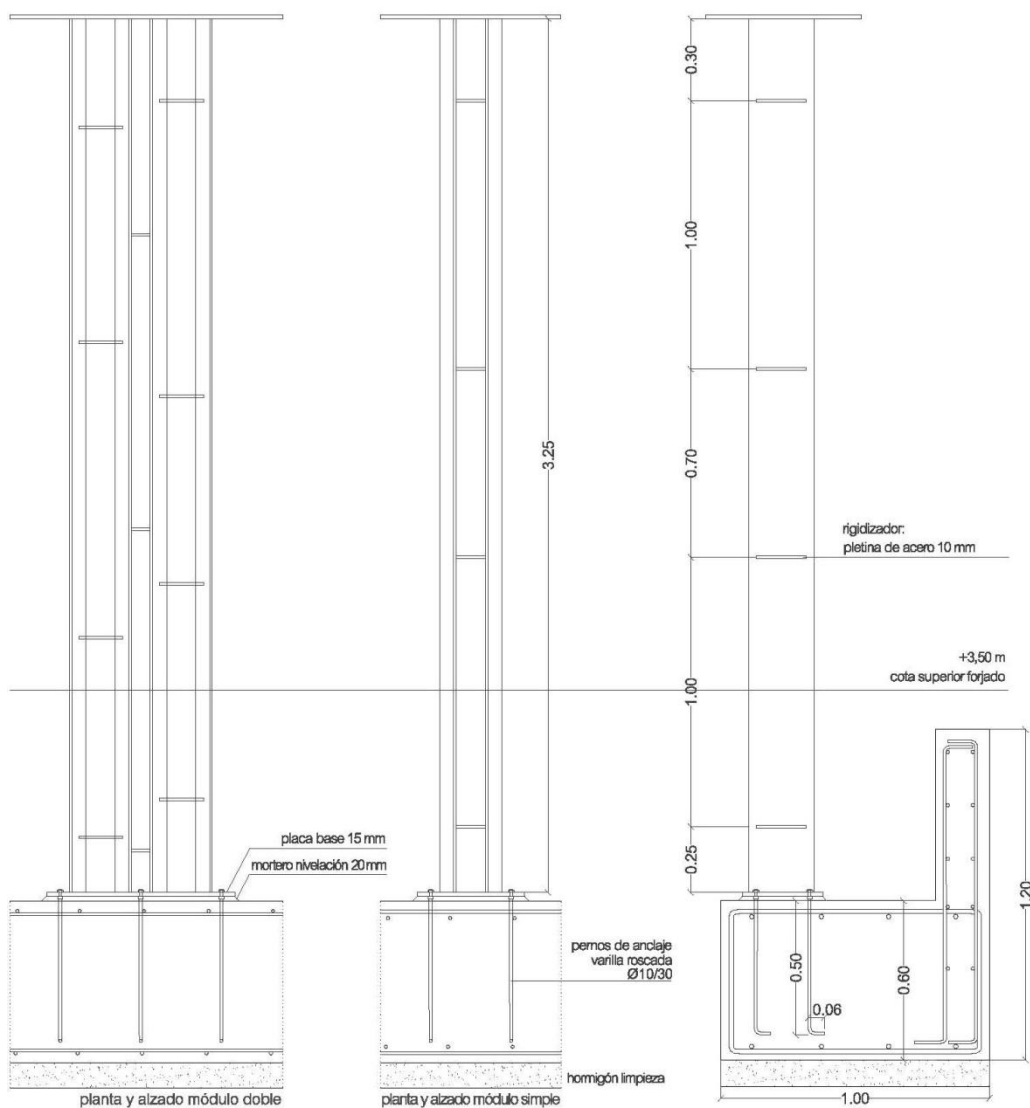 0.30
1.00
3.25
0.70
rigidizador:
pletina de acero 10 mm
+3,50 m
cota superior forjado
1.00
placa base 15 mm
mortero nivelación 20 mm
0.25
1.20
pernos de anclaje
varilla roscada
Ø10/30
0.50
0.60
0.06
hormigón limpieza
planta y alzado módulo doble
planta y alzado módulo simple
1.00